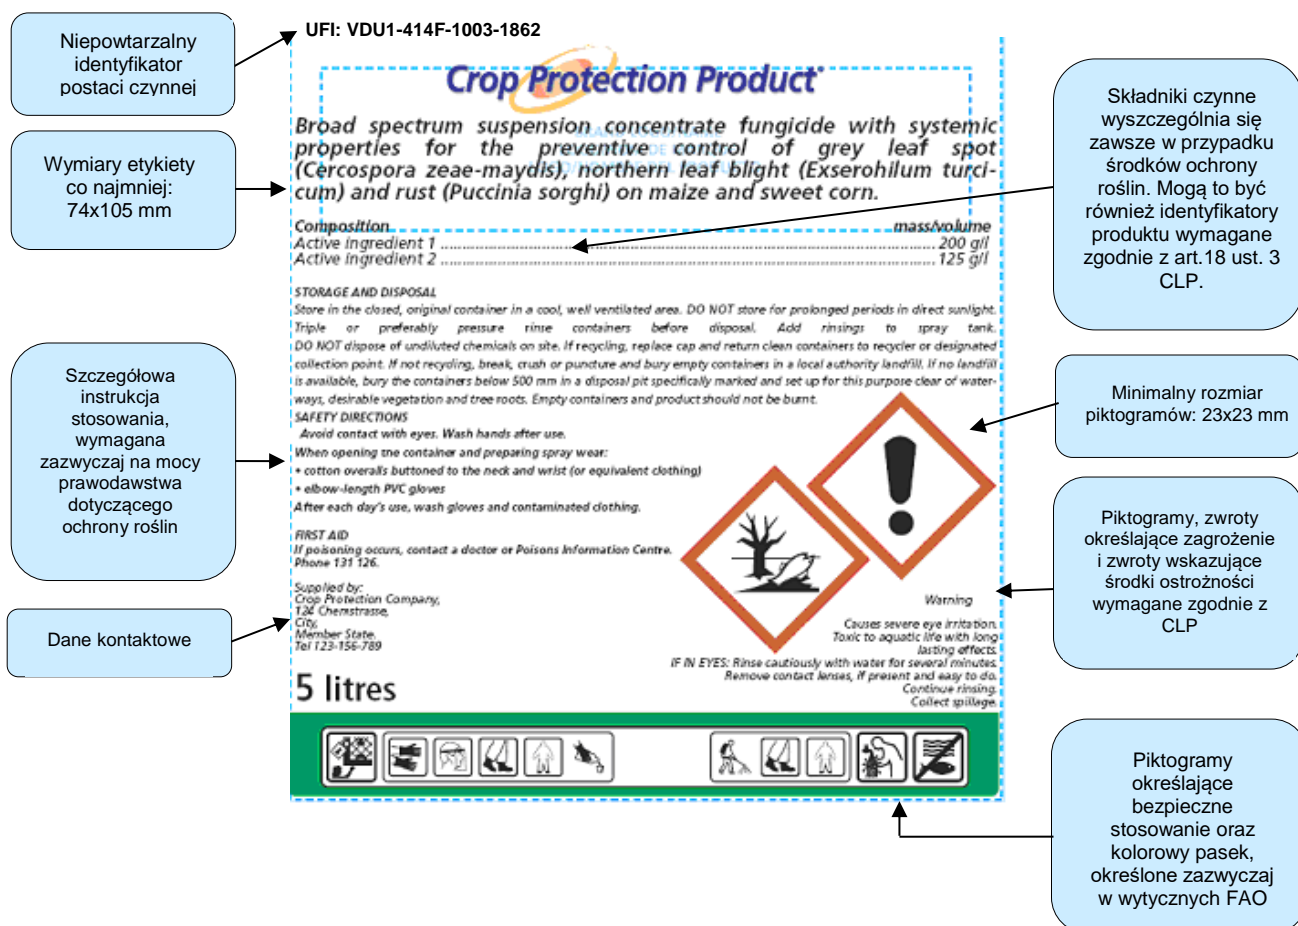 UFI: VDU1-414F-1003-1862
Niepowtarzalny
identyfikator
postaci czynnej
Wymiary etykiety
co najmniej:
74x105 mm
Szczegółowa
instrukcja
stosowania,
wymagana
zazwyczaj na mocy
prawodawstwa
dotyczącego
ochrony roślin
Dane kontaktowe
Crop Protection Product
Broad spectrum suspension concentrate fungicide with systemic
properties for the preventive control of grey leaf spot
(Cercospora zeae-maydis), northern leaf blight (Exserohilum turci-
cum) and rust (Puccinia sorghi) on maize and sweet corn.
Composition mass/volume
Active ingredient 1 200 g/l
Active ingredient 2 125 g/l
STORAGE AND DISPOSAL
Store in the closed, original container in a cool, well ventilated area. DO NOT store for prolonged periods in direct sunlight.
Triple or preferably pressure rinse containers before disposal. Add rinsings to spray tank.
DO NOT dispose of undiluted chemicals on site. If recycling, replace cap and return clean containers to recycler or designated
collection point. If not recycling, break, crush or puncture and bury empty containers in a local authority landfill. If no landfill
is available, bury the containers below 500 mm in a disposal pit specifically marked and set up for this purpose clear of water-
ways, desirable vegetation and tree roots. Empty containers and product should not be burnt.
SAFETY DIRECTIONS
Avoid contact with eyes. Wash hands after use.
When opening the container and preparing spray wear:
• cotton overalls buttoned to the neck and wrist (or equivalent clothing)
• elbow-length PVC gloves
After each day's use, wash gloves and contaminated clothing.
FIRST AID
If poisoning occurs, contact a doctor or Poisons Information Centre.
Phone 131 126.
Supplied by:
Crop Protection Company,
124 Chemstrasse,
City,
Member State.
Tel 123-156-789
5 litres
Warning
Causes severe eye irritation.
Toxic to aquatic life with long
lasting effects.
IF IN EYES: Rinse cautiously with water for several minutes.
Remove contact lenses, if present and easy to do.
Continue rinsing.
Collect spillage.
Składniki czynne
wyszczególnia się
zawsze w przypadku
środków ochrony
roślin. Mogą to być
również identyfikatory
produktu wymagane
zgodnie z art.18 ust. 3
CLP.
Minimalny rozmiar
piktogramów: 23x23 mm
Piktogramy, zwroty
określające zagrożenie
i zwroty wskazujące
środki ostrożności
wymagane zgodnie z
CLP
Piktogramy
określające
bezpieczne
stosowanie oraz
kolorowy pasek,
określone zazwyczaj
w wytycznych FAO